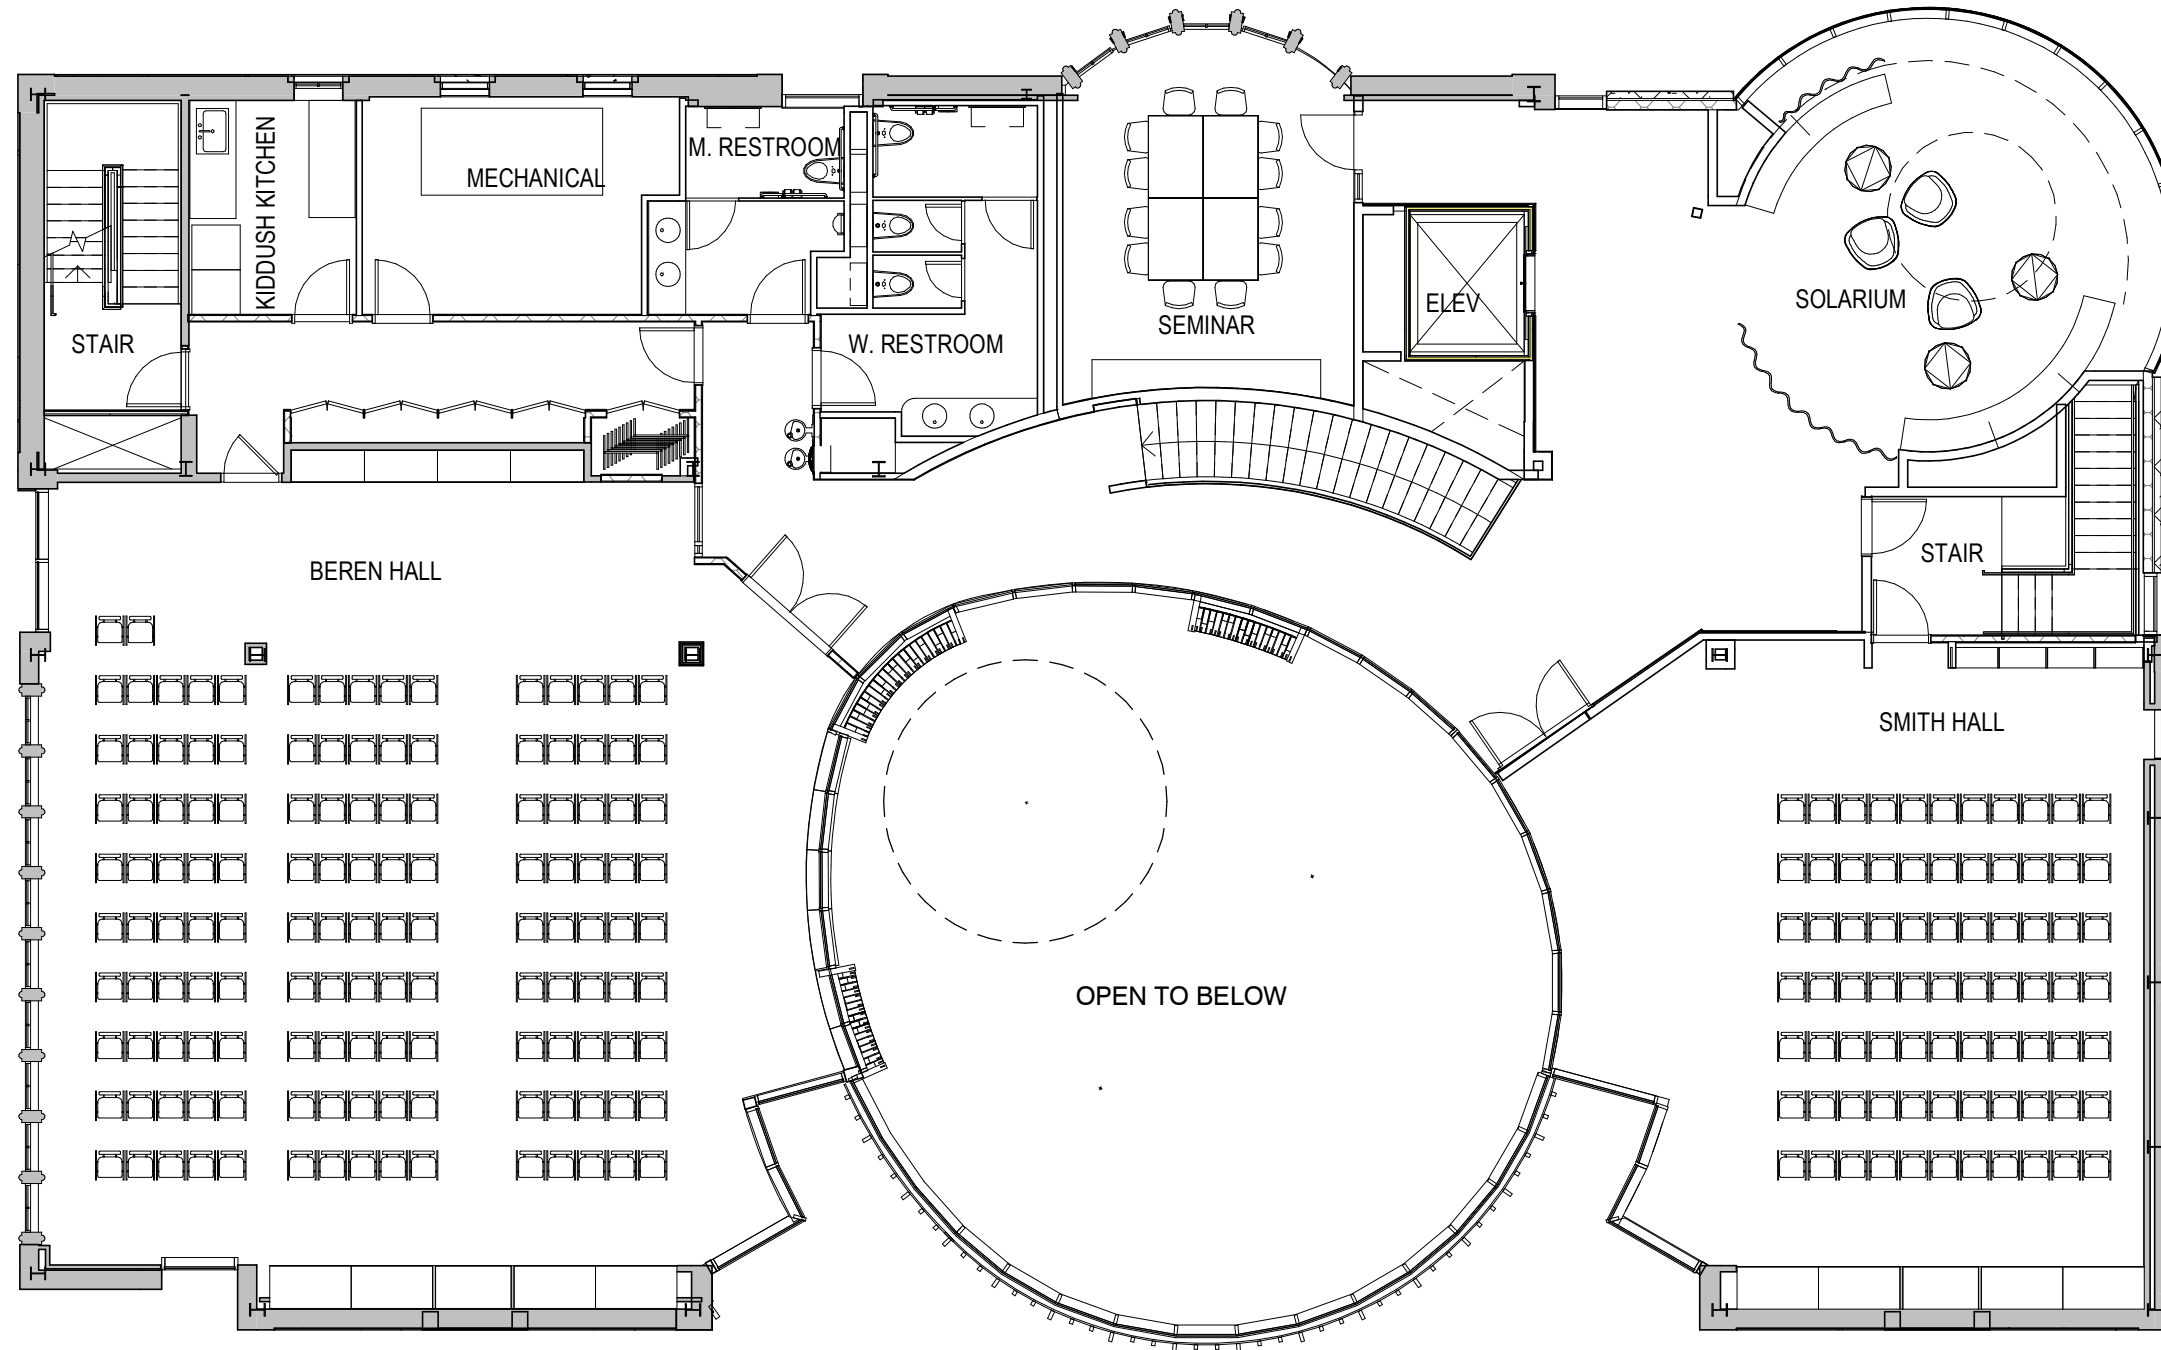 M. RESTROOM
MECHANICAL
KIDDUSH KITCHEN
STAIR
W. RESTROOM
SEMINAR
ELEV
SOLARIUM
STAIR
BEREN HALL
SMITH HALL
OPEN TO BELOW